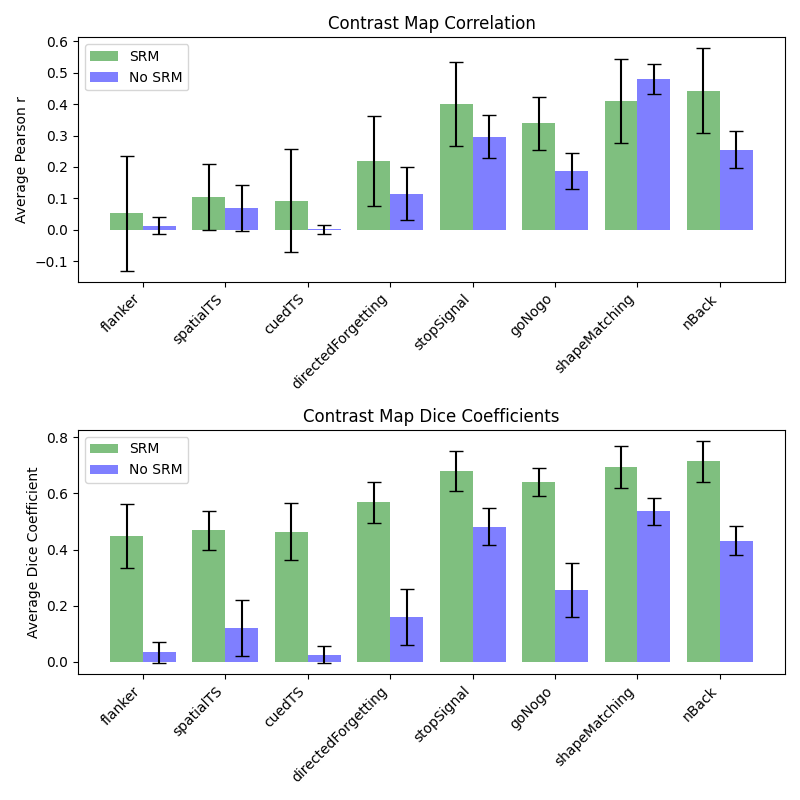 Contrast Map Correlation
SRM
No SRM
Average Pearson r
0.6
0.5
0.4
0.3
0.2
0.1
0.0
−0.1
flanker
spatialTS
cuedTS
directedForgetting
stopSignal
goNogo
shapeMatching
nBack
Contrast Map Dice Coefficients
SRM
No SRM
Average Dice Coefficient
0.8
0.6
0.4
0.2
0.0
flanker
spatialTS
cuedTS
directedForgetting
stopSignal
goNogo
shapeMatching
nBack